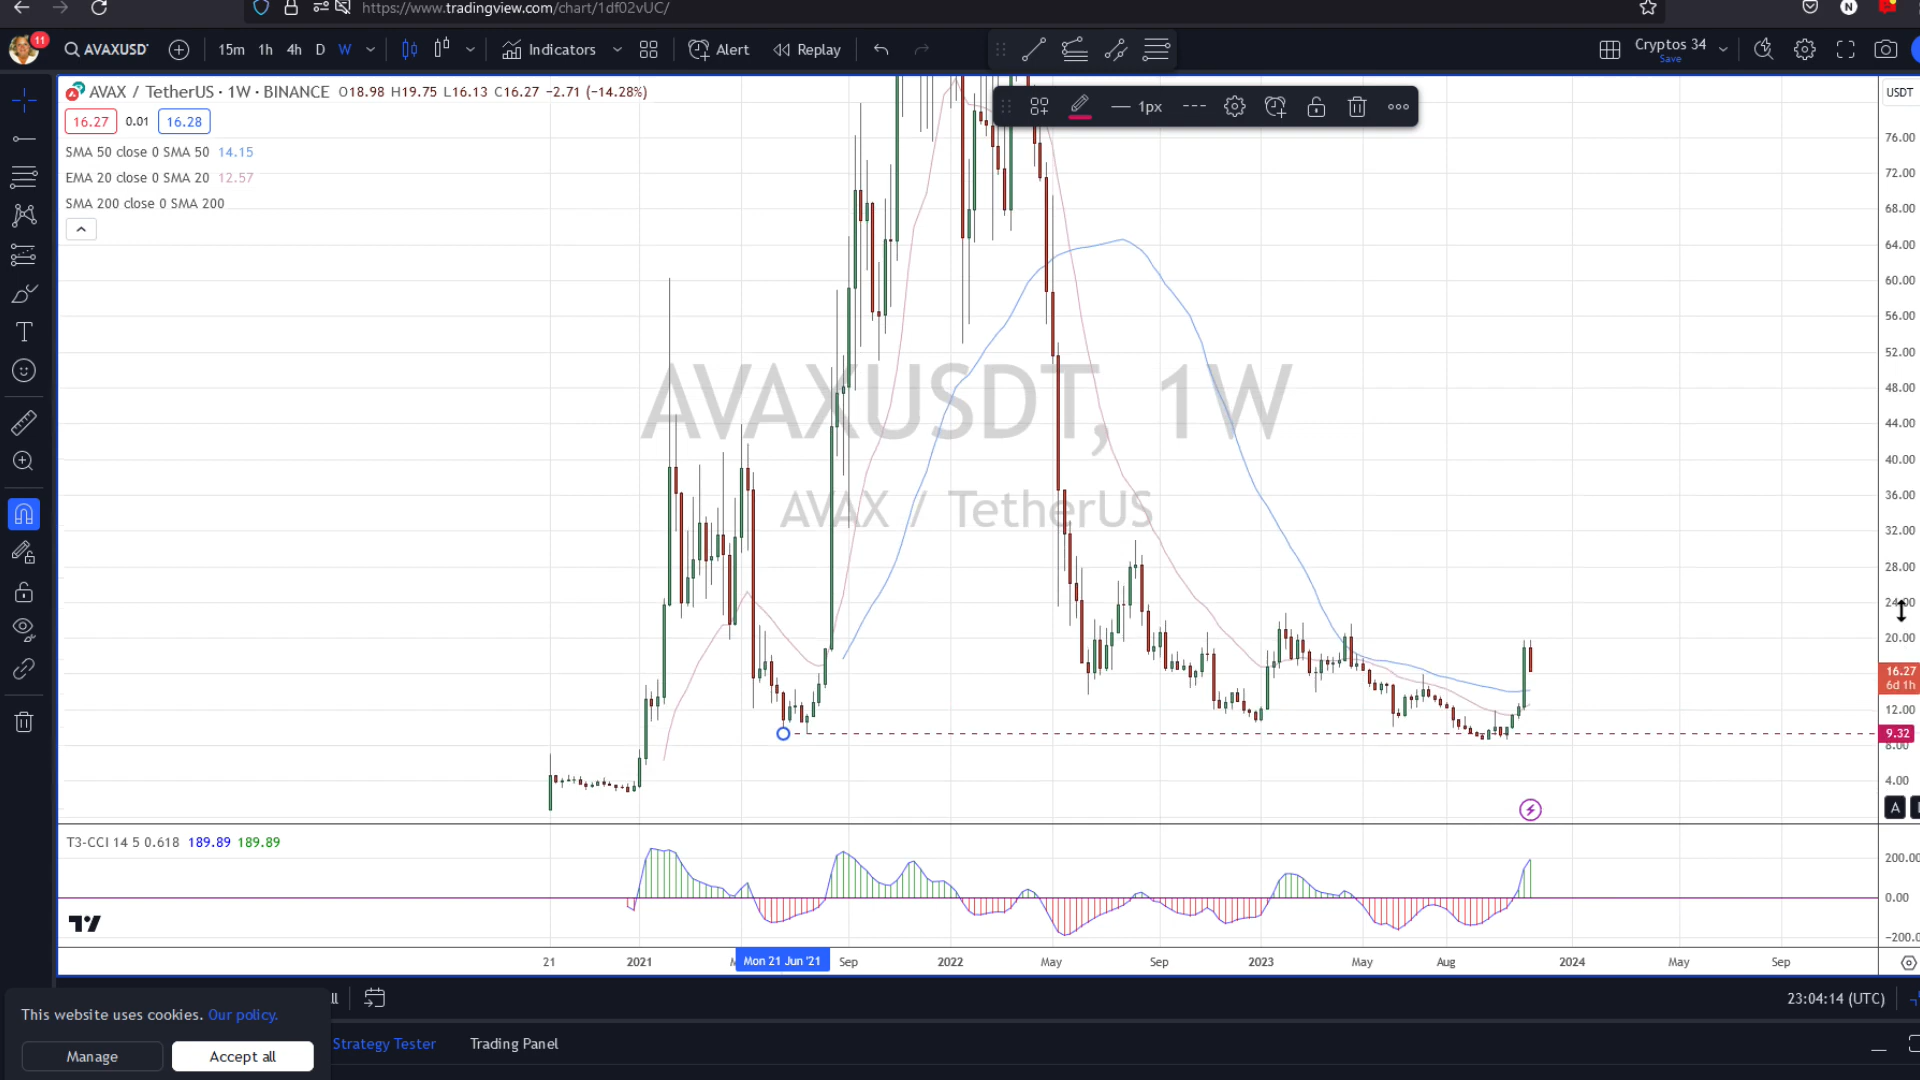 https://www.tradingview.com/chart/1df02vUC/
11
AVAXUSD
15m 1h 4h D W
Indicators
Alert
Replay
Cryptos 34
Save
N
AVAX / TetherUS · 1W · BINANCE O18.98 H19.75 L16.13 C16.27 −2.71 (−14.28%)
16.27 0.01 16.28
SMA 50 close 0 SMA 50 14.15
EMA 20 close 0 SMA 20 12.57
SMA 200 close 0 SMA 200
1px
USDT
76.00
72.00
68.00
64.00
60.00
56.00
52.00
48.00
44.00
40.00
36.00
32.00
28.00
24.00
20.00
16.27
6d 1h
12.00
9.32
8.00
4.00
A
AVAXUSDT, 1W
AVAX / TetherUS
T3-CCI 14 5 0.618 189.89 189.89
200.00
0.00
−200.0
21 2021 Mon 21 Jun '21 Sep 2022 May Sep 2023 May Aug 2024 May Sep
23:04:14 (UTC)
This website uses cookies. Our policy.
Manage
Accept all
Strategy Tester
Trading Panel